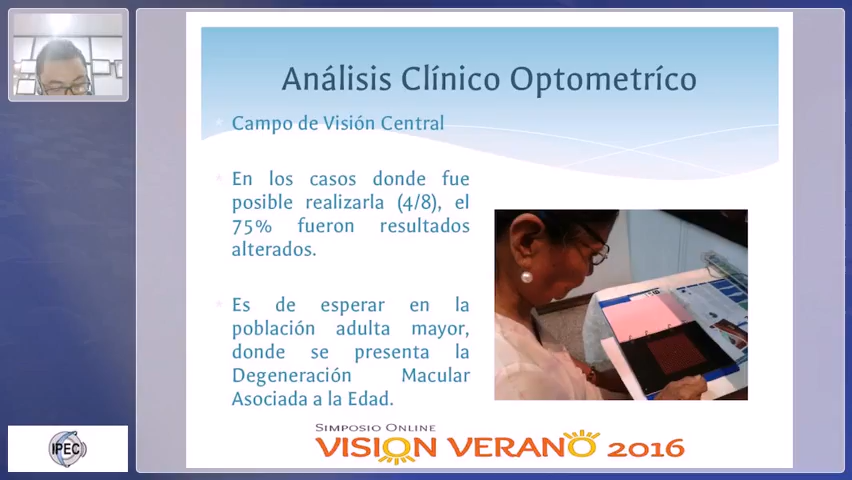 Análisis Clínico Optometríco
Campo de Visión Central
En los casos donde fue
posible realizarla (4/8), el
75% fueron resultados
alterados.
Es de esperar en la
población adulta mayor,
donde se presenta la
Degeneración Macular
Asociada a la Edad.
SIMPOSIO ONLINE
VISION VERANO 2016
IPEC